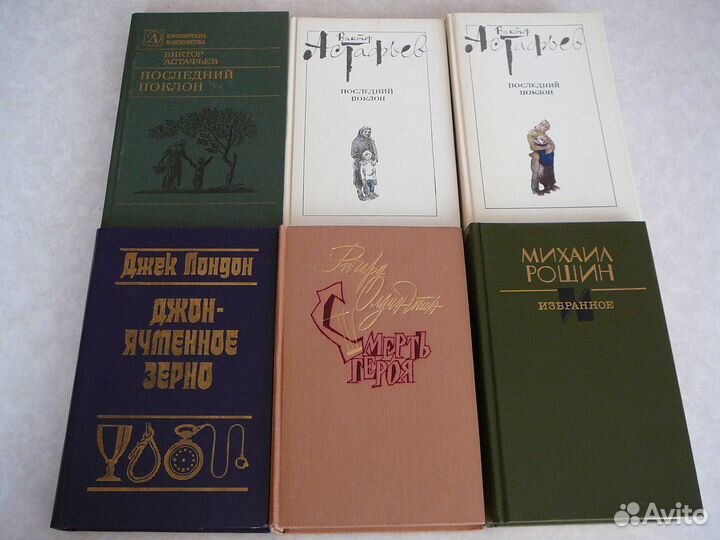 БИБЛИОТЕКА
ЮНОШЕСТВА
ВИКТОР
АСТАФЬЕВ
ПОСЛЕДНИЙ
ПОКЛОН
Виктор
Астафьев
ПОСЛЕДНИЙ
ПОКЛОН
Виктор
Астафьев
ПОСЛЕДНИЙ
ПОКЛОН
Джек Лондон
ДЖОН-
ЯЧМЕННОЕ
ЗЕРНО
Ричард
Олдингтон
СМЕРТЬ
ГЕРОЯ
МИХАИЛ
РОЩИН
ИЗБРАННОЕ
Avito